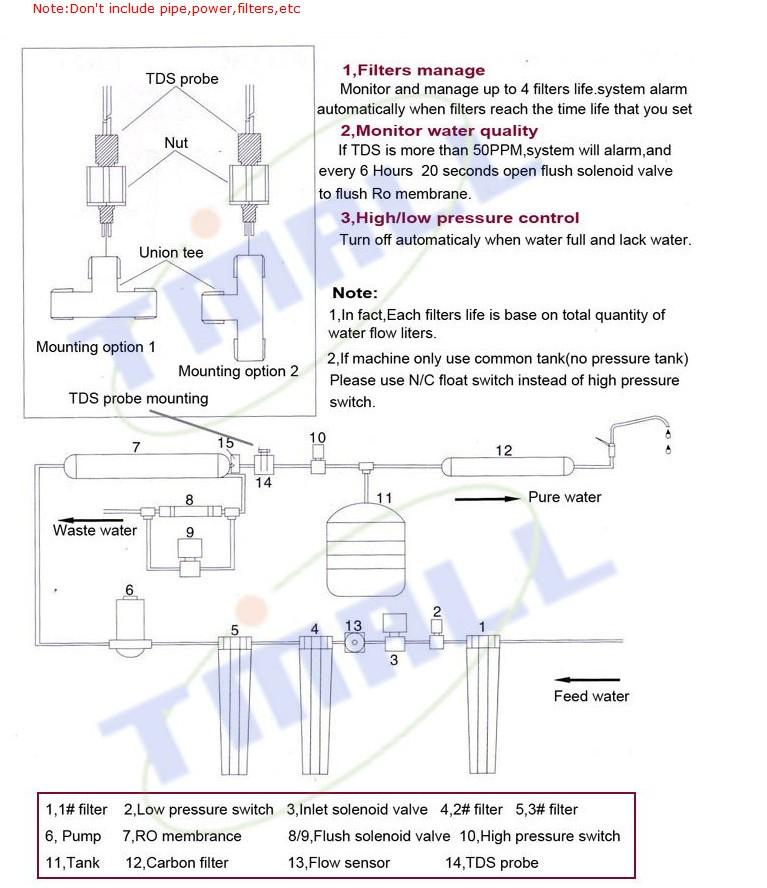 Note:Don't include pipe,power,filters,etc
TDS probe
Nut
Union tee
Mounting option 1
Mounting option 2
1,Filters manage
Monitor and manage up to 4 filters life.system alarm
automatically when filters reach the time life that you set
2,Monitor water quality
If TDS is more than 50PPM,system will alarm,and
every 6 Hours 20 seconds open flush solenoid valve
to flush Ro membrane.
3,High/low pressure control
Turn off automaticaly when water full and lack water.
Note:
1,In fact,Each filters life is base on total quantity of
water flow liters.
2,If machine only use common tank(no pressure tank)
Please use N/C float switch instead of high pressure
switch.
TMALL
TDS probe mounting
7
15
14
10
12
11
Pure water
8
Waste water
9
6
5
4
13
3
2
1
Feed water
TMALL
1,1# filter 2,Low pressure switch 3,Inlet solenoid valve 4,2# filter 5,3# filter
6, Pump 7,RO membrance 8/9,Flush solenoid valve 10,High pressure switch
11,Tank 12,Carbon filter 13,Flow sensor 14,TDS probe